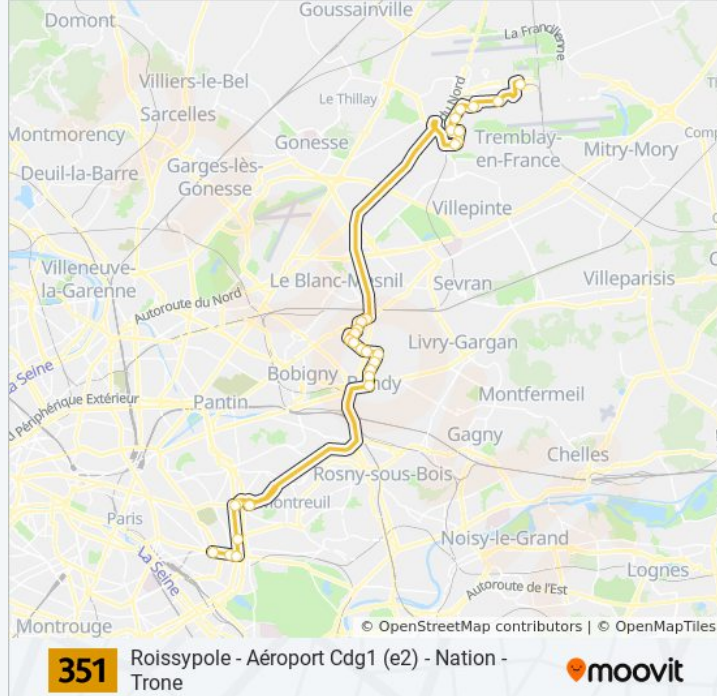 Domont
Goussainville
La Francilienne
Villiers-le-Bel
Le Thillay
du Nord
Sarcelles
Montmorency
Gonesse
Tremblay-
en-France
Mitry-Mory
Deuil-la-Barre
Garges-lès-
Gonesse
Villepinte
Villeneuve-
la-Garenne
Le Blanc-Mesnil
Sevran
Villeparisis
Autoroute du Nord
Livry-Gargan
La Seine
Bobigny
ndy
Pantin
Montfermeil
Périphérique Extérieur
Gagny
Chelles
Rosny-sous-Bois
Montreuil
Paris
Noisy-le-Grand
La Seine
Lognes
Autoroute de l'Est
Montrouge
© OpenStreetMap contributors | © OpenMapTiles
351 Roissypole - Aéroport Cdg1 (e2) - Nation -
Trone
moovit